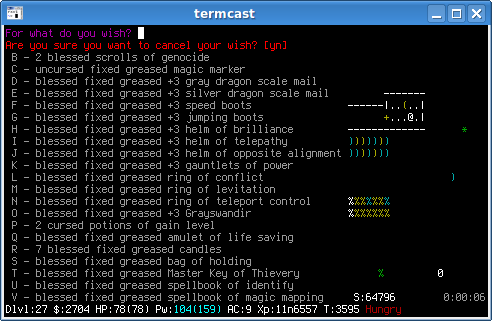 termcast
For what do you wish?
Are you sure you want to cancel your wish? [yn]
B - 2 blessed scrolls of genocide
C - uncursed fixed greased magic marker
D - blessed fixed greased +3 gray dragon scale mail
E - blessed fixed greased +3 silver dragon scale mail -------
F - blessed fixed greased +3 speed boots ------|..(..|
G - blessed fixed greased +3 jumping boots +...@.|
H - blessed fixed greased +3 helm of brilliance ------------- *
I - blessed fixed greased +3 helm of telepathy )))))))
J - blessed fixed greased +3 helm of opposite alignment )))))))
K - blessed fixed greased +3 gauntlets of power
L - blessed fixed greased ring of conflict )
M - blessed fixed greased ring of levitation
N - blessed fixed greased ring of teleport control %%%%%%%
O - blessed fixed greased +3 Grayswandir %%%%%%%
P - 2 cursed potions of gain level
Q - blessed fixed greased amulet of life saving
R - 7 blessed fixed greased candles
S - blessed fixed greased bag of holding
T - blessed fixed greased Master Key of Thievery % 0
U - blessed fixed greased spellbook of identify
V - blessed fixed greased spellbook of magic mapping S:64796 0:00:06
Dlvl:27 $:2704 HP:78(78) Pw:104(159) AC:9 Xp:11n6557 T:3595 Hungry